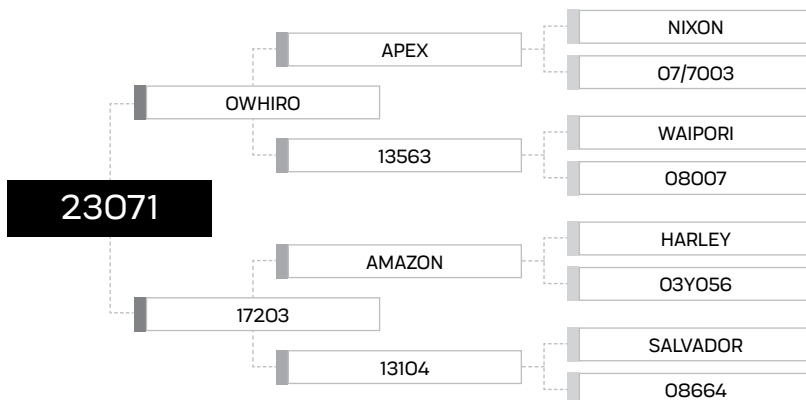 NIXON
APEX
07/7003
OWHIRO
WAIPORI
13563
08007
23071
HARLEY
AMAZON
03Y056
17203
SALVADOR
13104
08664